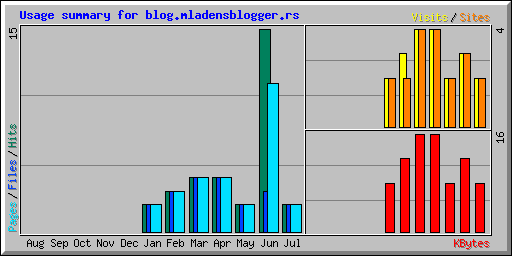 Usage summary for blog.mladensblogger.rs
Visits/Sites
15
4
Pages/Files/Hits
16
Aug Sep Oct Nov Dec Jan Feb Mar Apr May Jun Jul
KBytes